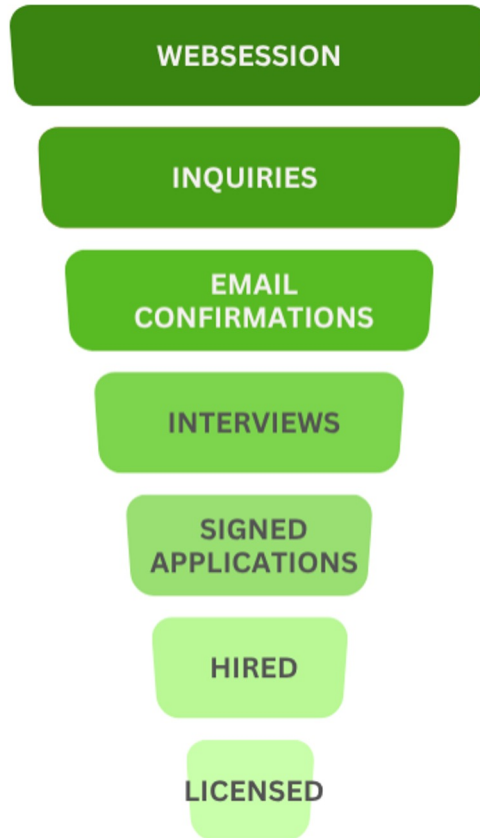 WEBSESSION
INQUIRIES
EMAIL
CONFIRMATIONS
INTERVIEWS
SIGNED
APPLICATIONS
HIRED
LICENSED